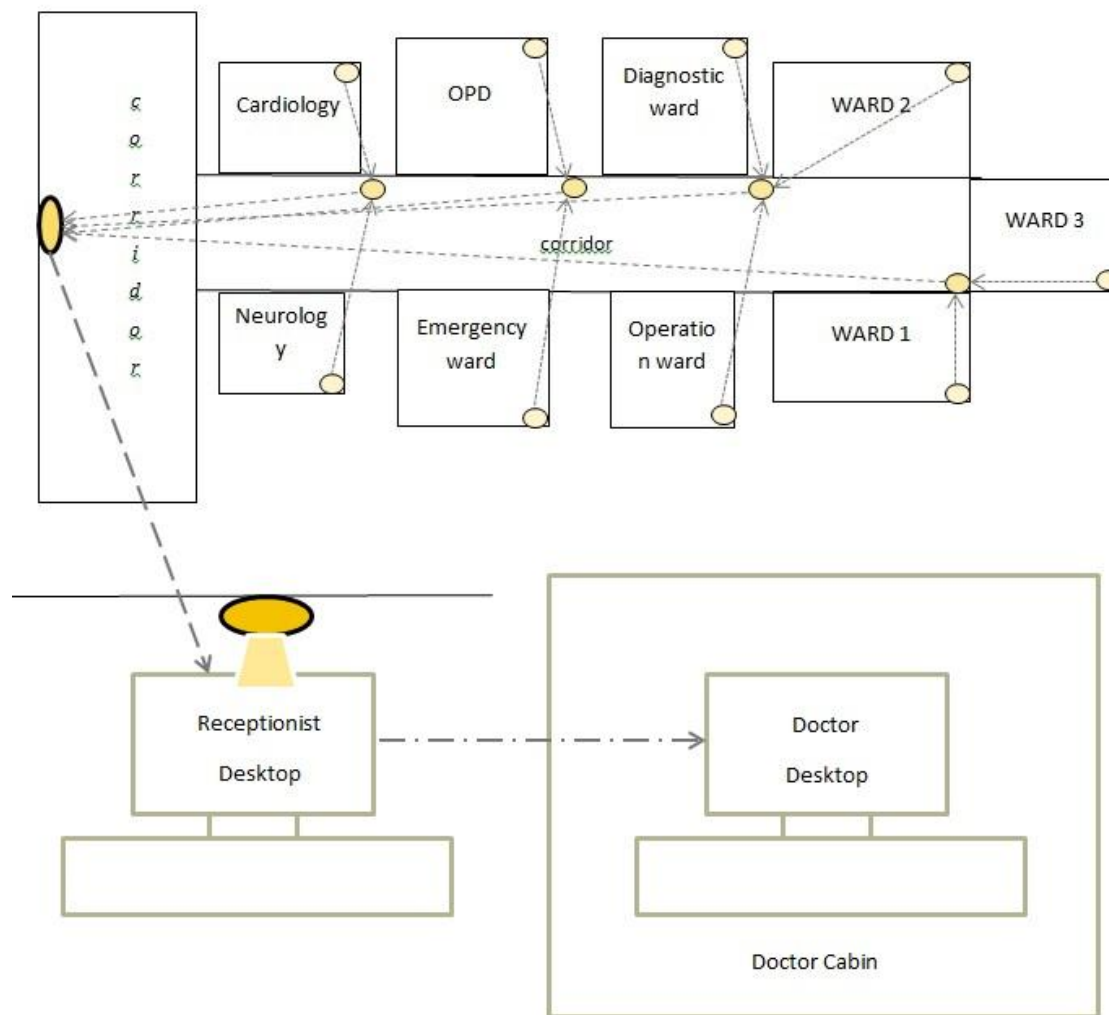 corridor
Cardiology
OPD
Diagnostic
ward
WARD 2
WARD 3
corridor
Neurolog
y
Emergency
ward
Operatio
n ward
WARD 1
Receptionist
Desktop
Doctor
Desktop
Doctor Cabin